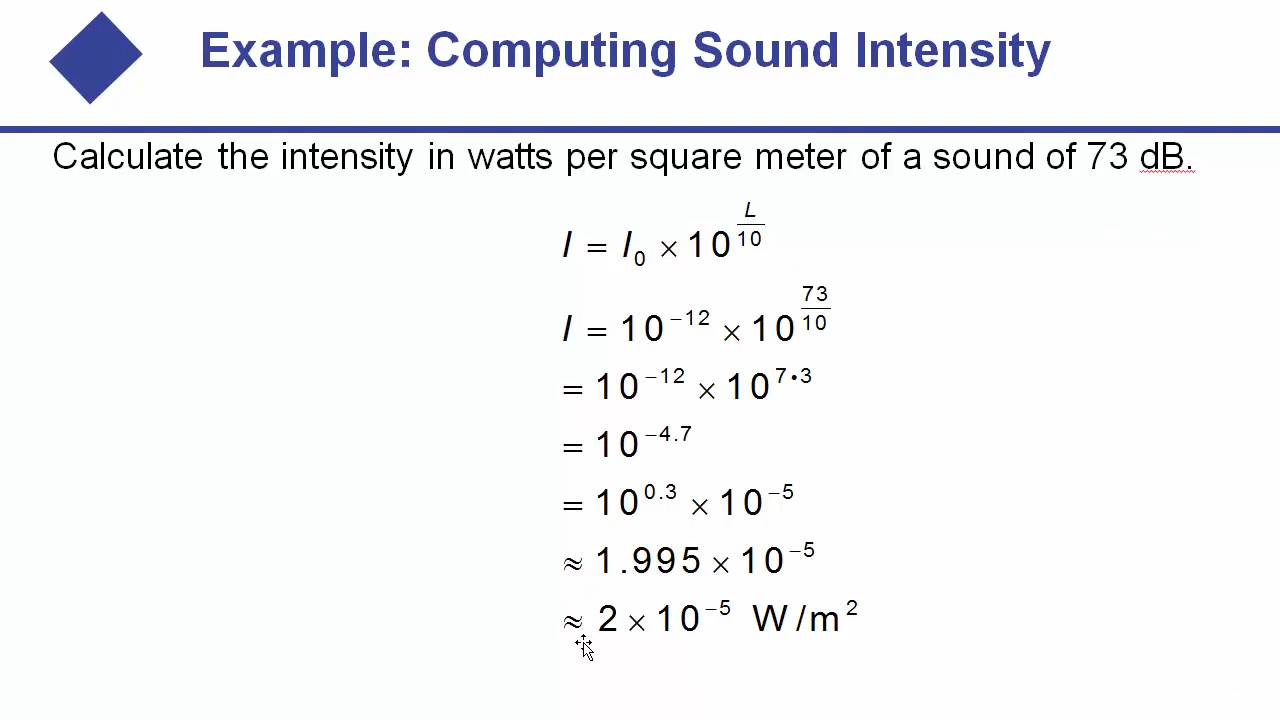 Example: Computing Sound Intensity
Calculate the intensity in watts per square meter of a sound of 73 dB.
I = I₀ × 10^(L/10)
I = 10⁻¹² × 10^(73/10)
= 10⁻¹² × 10^(7•3)
= 10^(−4.7)
= 10^(0.3) × 10⁻⁵
≈ 1.995 × 10⁻⁵
≈ 2 × 10⁻⁵ W/m²